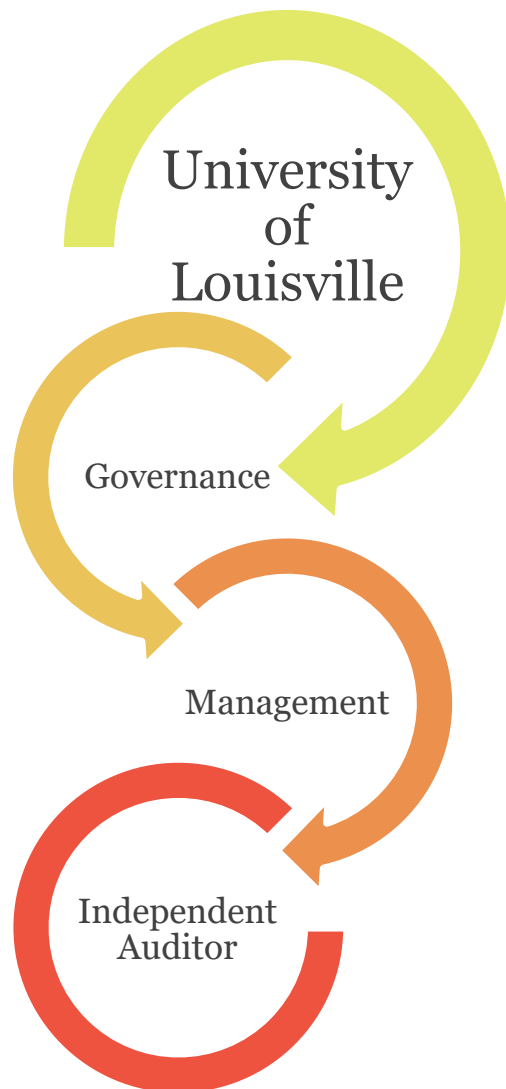 University
of
Louisville
Governance
Management
Independent
Auditor